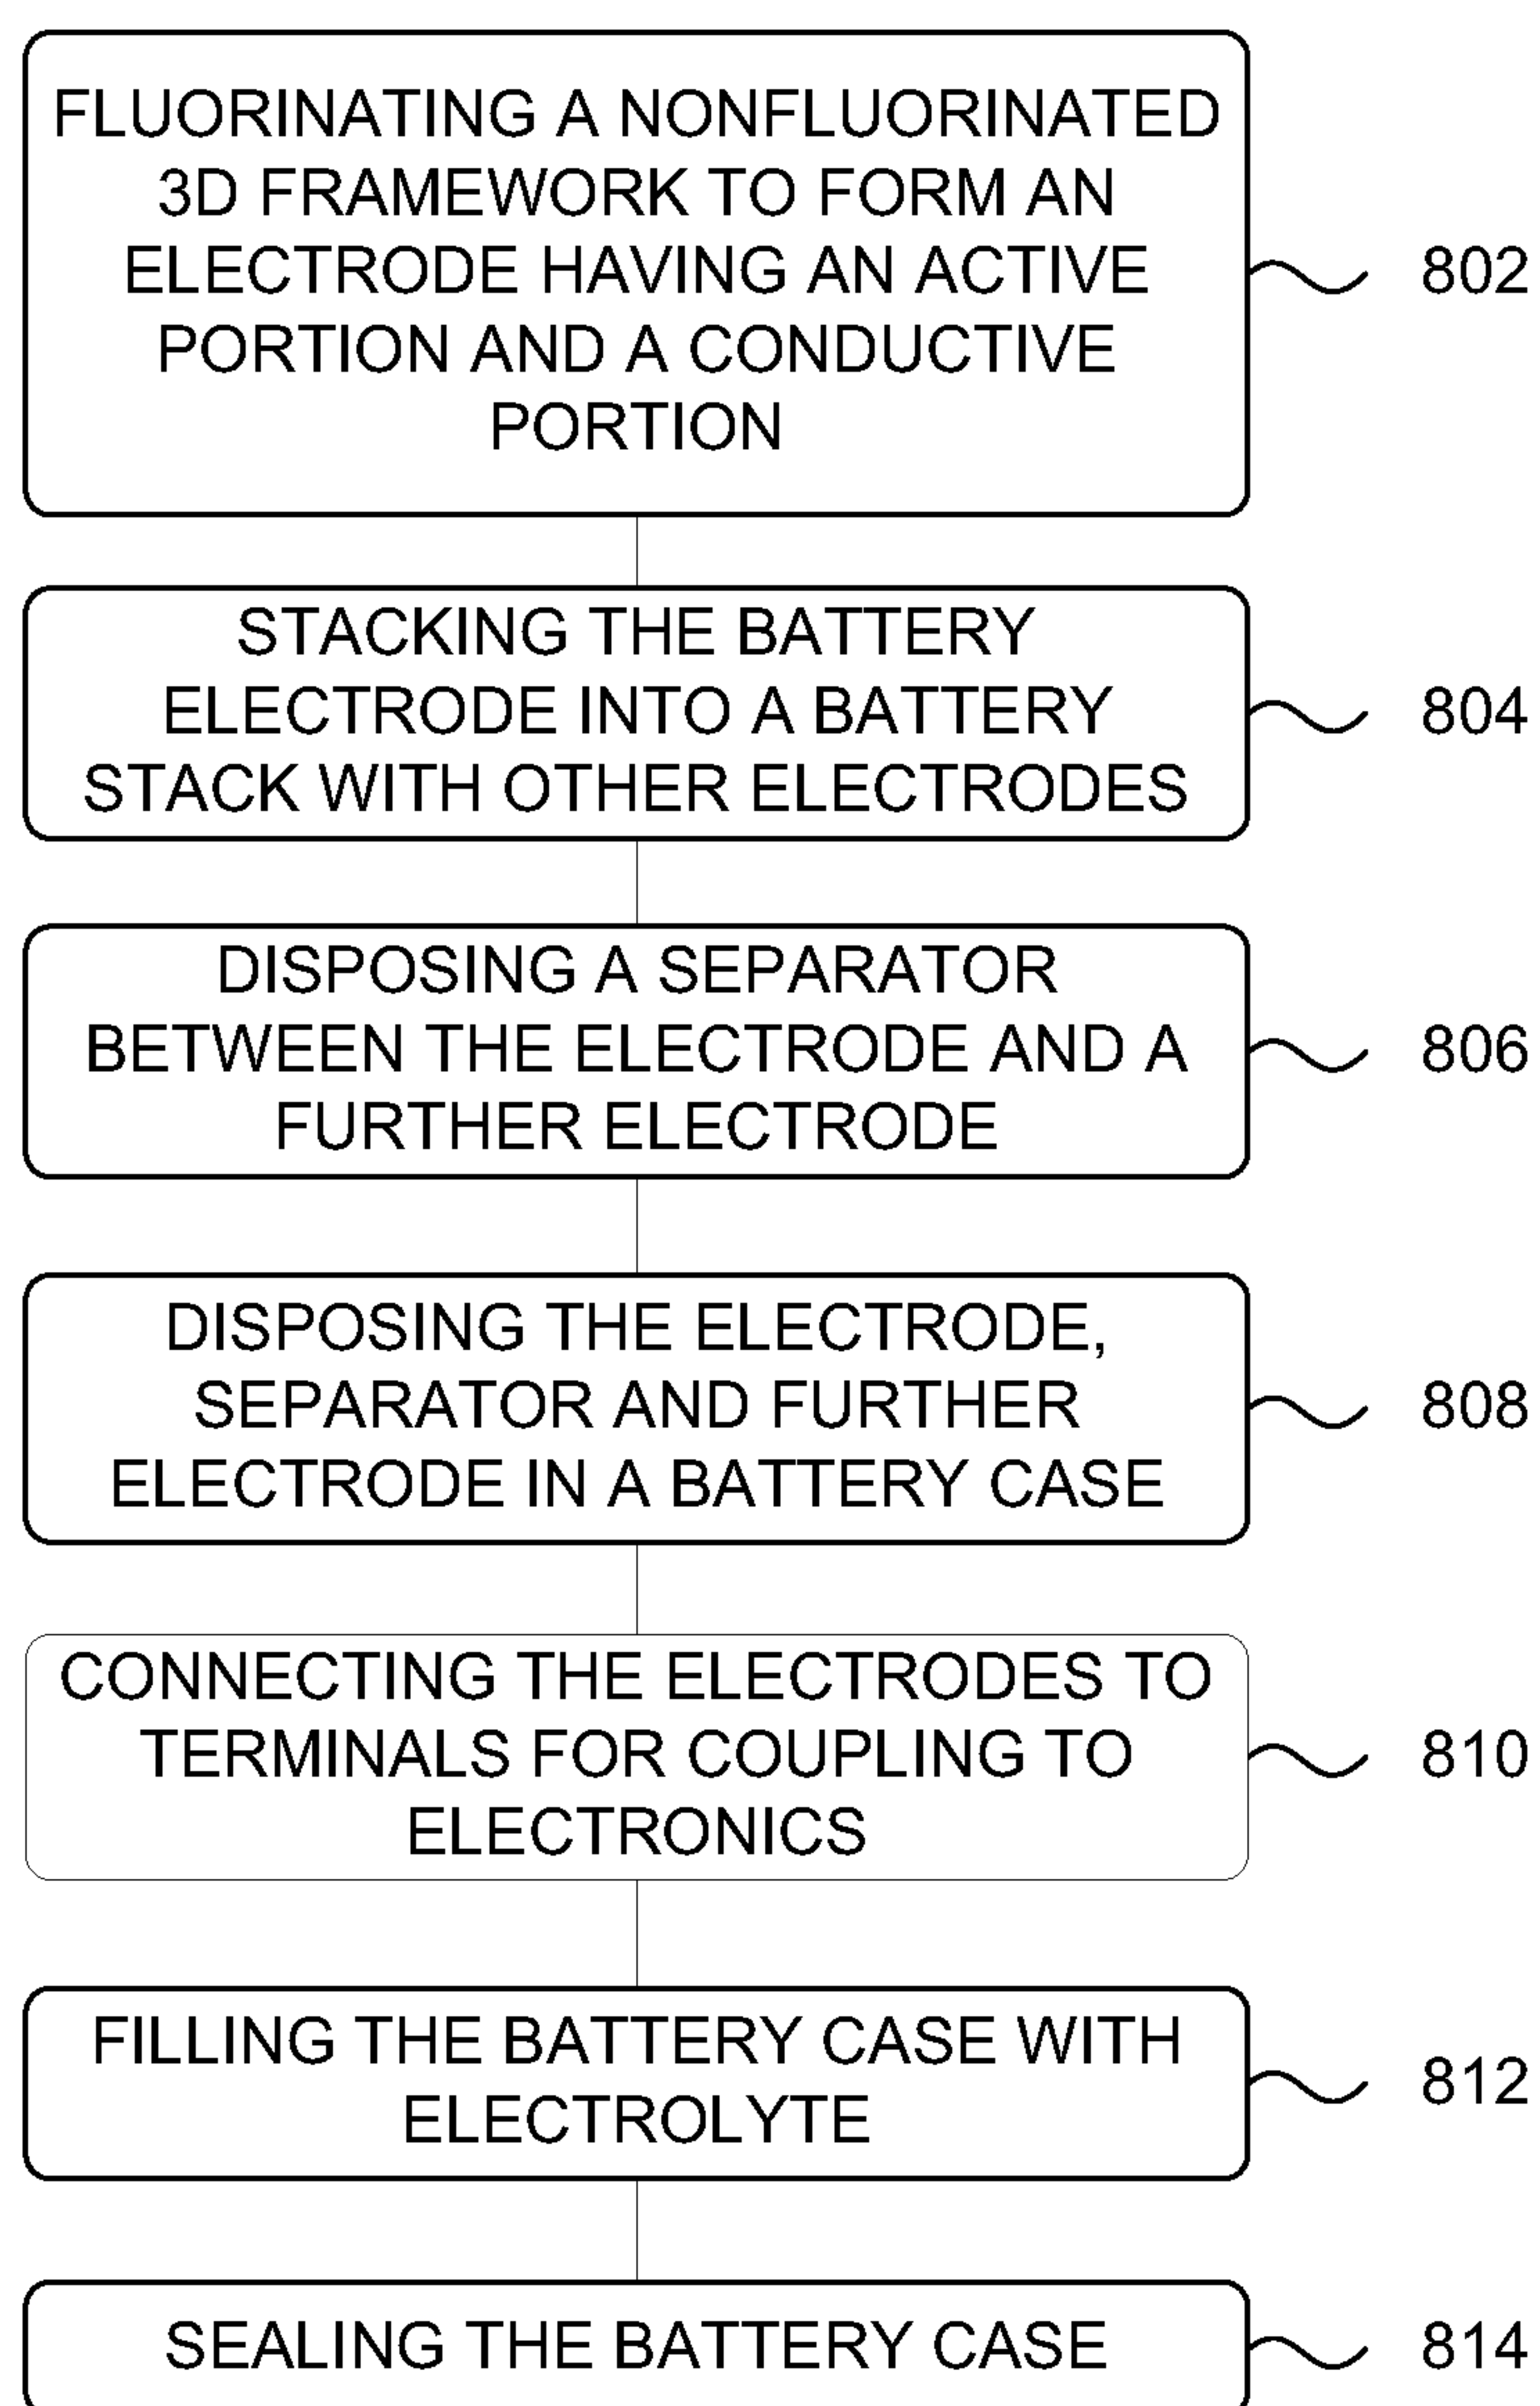 FLUORINATING A NONFLUORINATED
3D FRAMEWORK TO FORM AN
ELECTRODE HAVING AN ACTIVE
PORTION AND A CONDUCTIVE
PORTION
802
STACKING THE BATTERY
ELECTRODE INTO A BATTERY
STACK WITH OTHER ELECTRODES
804
DISPOSING A SEPARATOR
BETWEEN THE ELECTRODE AND A
FURTHER ELECTRODE
806
DISPOSING THE ELECTRODE,
SEPARATOR AND FURTHER
ELECTRODE IN A BATTERY CASE
808
CONNECTING THE ELECTRODES TO
TERMINALS FOR COUPLING TO
ELECTRONICS
810
FILLING THE BATTERY CASE WITH
ELECTROLYTE
812
SEALING THE BATTERY CASE
814